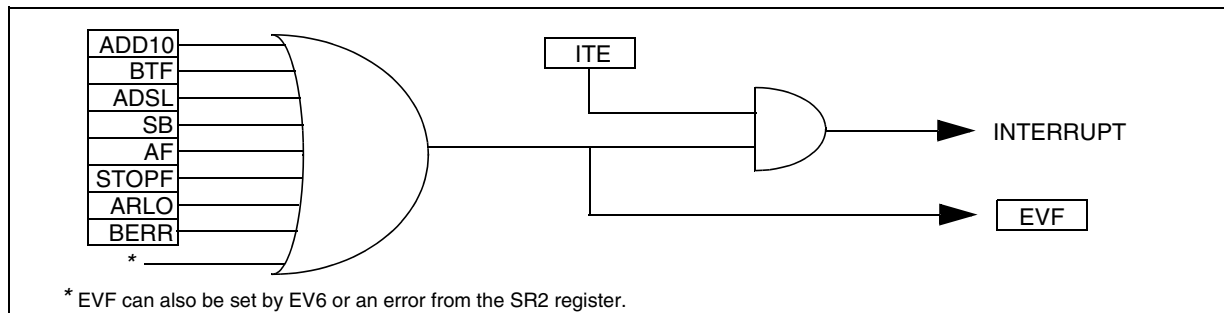 ADD10
BTF
ADSL
SB
AF
STOPF
ARLO
BERR
*
ITE
INTERRUPT
EVF
* EVF can also be set by EV6 or an error from the SR2 register.